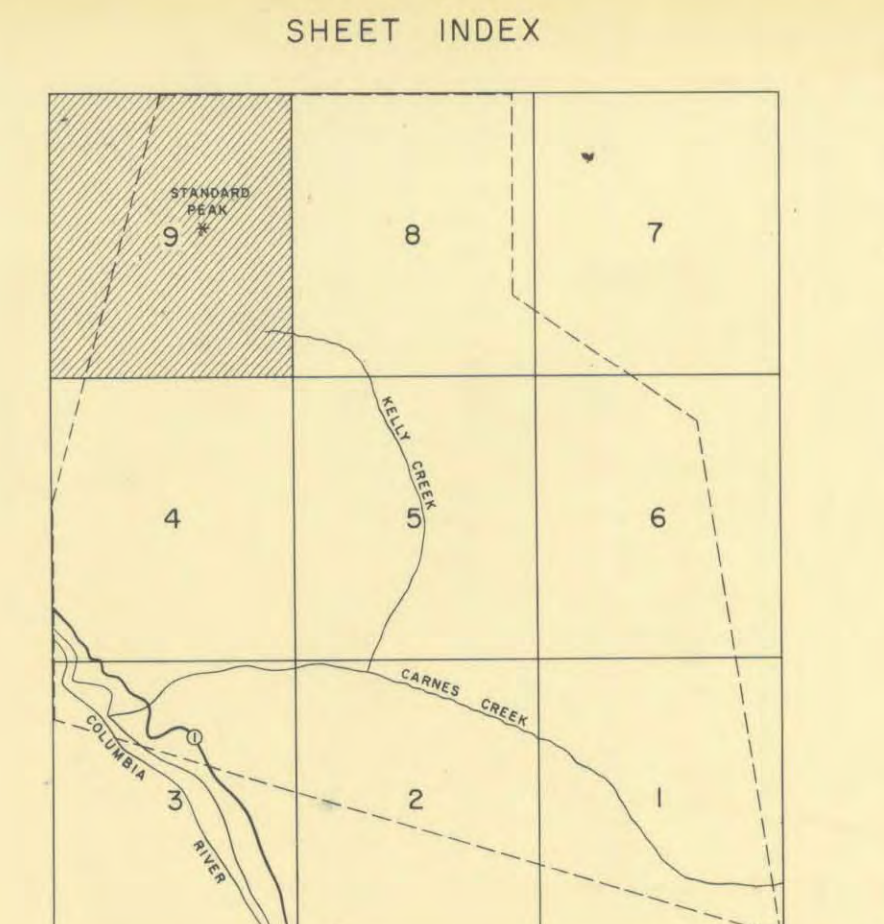 SHEET INDEX
STANDARD
PEAK
9
8
7
KELLY CREEK
4
5
6
CARNES CREEK
1
COLUMBIA
RIVER
3
2
1